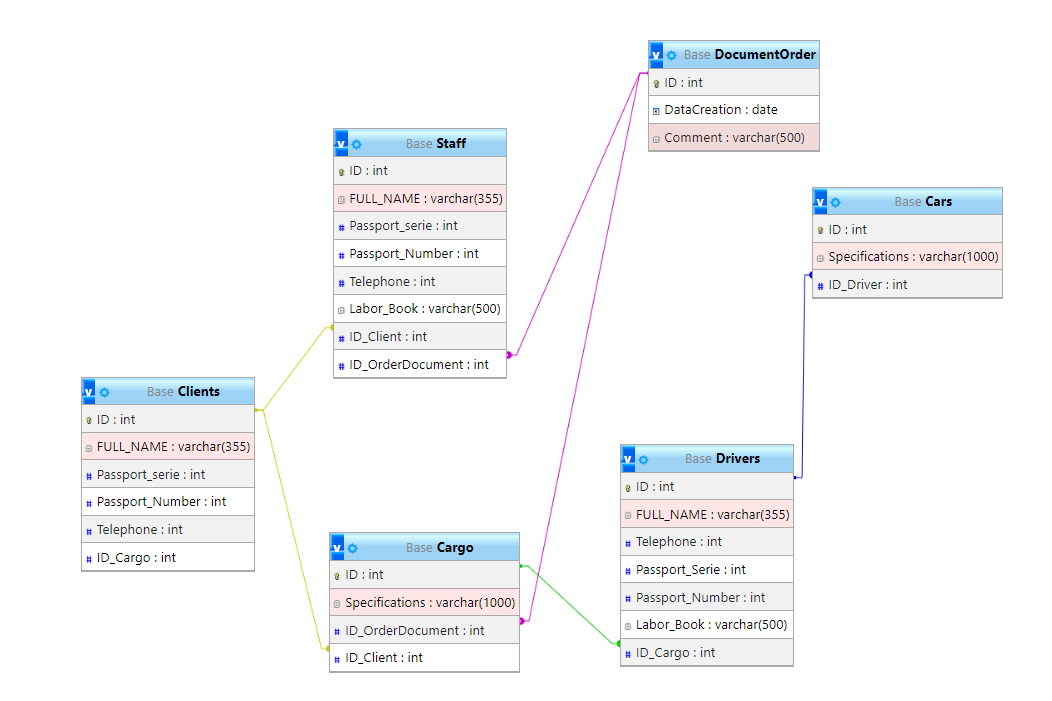 Base DocumentOrder
ID : int
DataCreation : date
Comment : varchar(500)
Base Staff
ID : int
FULL_NAME : varchar(355)
Passport_serie : int
Passport_Number : int
Telephone : int
Labor_Book : varchar(500)
ID_Client : int
ID_OrderDocument : int
Base Cars
ID : int
Specifications : varchar(1000)
ID_Driver : int
Base Clients
ID : int
FULL_NAME : varchar(355)
Passport_serie : int
Passport_Number : int
Telephone : int
ID_Cargo : int
Base Cargo
ID : int
Specifications : varchar(1000)
ID_OrderDocument : int
ID_Client : int
Base Drivers
ID : int
FULL_NAME : varchar(355)
Telephone : int
Passport_Serie : int
Passport_Number : int
Labor_Book : varchar(500)
ID_Cargo : int